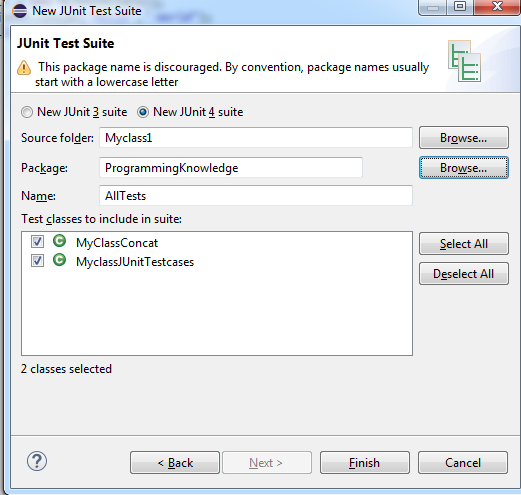 New JUnit Test Suite
JUnit Test Suite
This package name is discouraged. By convention, package names usually
start with a lowercase letter
New JUnit 3 suite New JUnit 4 suite
Source folder: Myclass1 Browse...
Package: ProgrammingKnowledge Browse...
Name: AllTests
Test classes to include in suite:
MyClassConcat Select All
MyclassJUnitTestcases
Deselect All
2 classes selected
? < Back Next > Finish Cancel